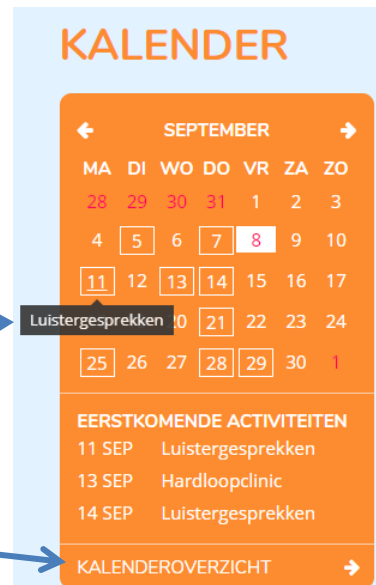 KALENDER
SEPTEMBER
MA DI WO DO VR ZA ZO
28 29 30 31 1 2 3
4 5 6 7 8 9 10
11 12 13 14 15 16 17
Luistergesprekken 20 21 22 23 24
25 26 27 28 29 30 1
EERSTKOMENDE ACTIVITEITEN
11 SEP Luistergesprekken
13 SEP Hardloopclinic
14 SEP Luistergesprekken
KALENDEROVERZICHT